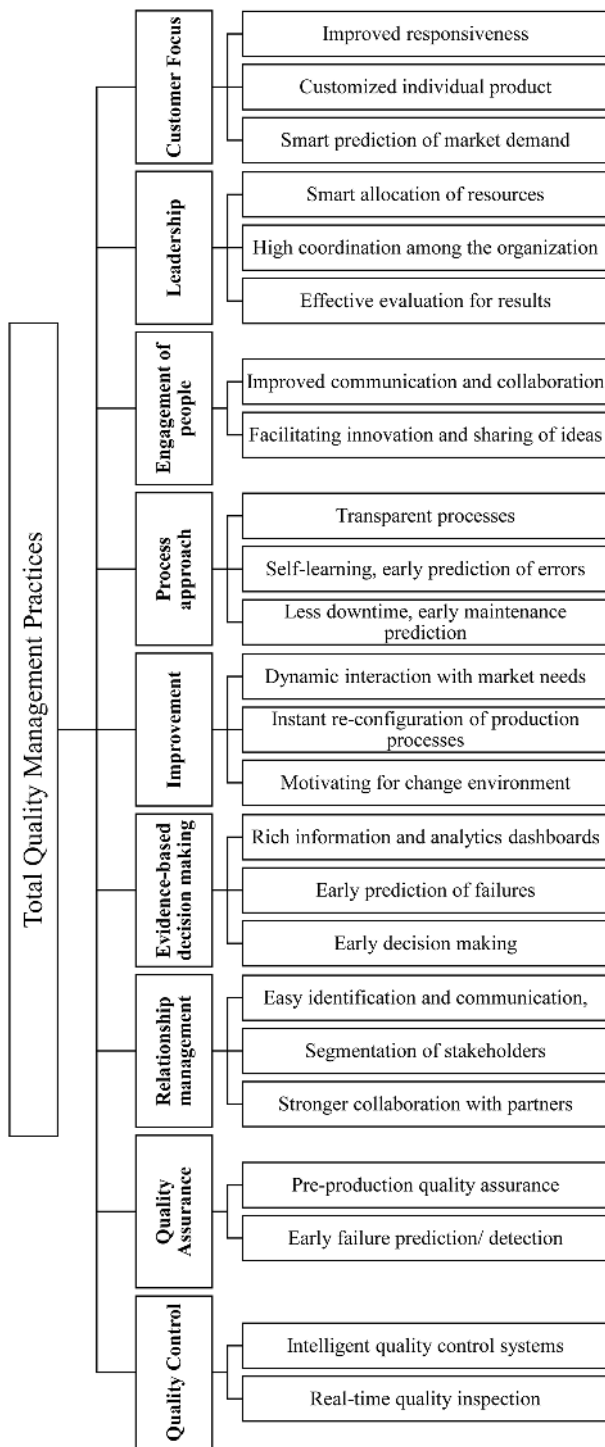 Total Quality Management Practices
Customer Focus
Improved responsiveness
Customized individual product
Smart prediction of market demand
Leadership
Smart allocation of resources
High coordination among the organization
Effective evaluation for results
Engagement of
people
Improved communication and collaboration
Facilitating innovation and sharing of ideas
Process
approach
Transparent processes
Self-learning, early prediction of errors
Less downtime, early maintenance
prediction
Improvement
Dynamic interaction with market needs
Instant re-configuration of production
processes
Motivating for change environment
Evidence-based
decision making
Rich information and analytics dashboards
Early prediction of failures
Early decision making
Relationship
management
Easy identification and communication,
Segmentation of stakeholders
Stronger collaboration with partners
Quality
Assurance
Pre-production quality assurance
Early failure prediction/ detection
Quality Control
Intelligent quality control systems
Real-time quality inspection